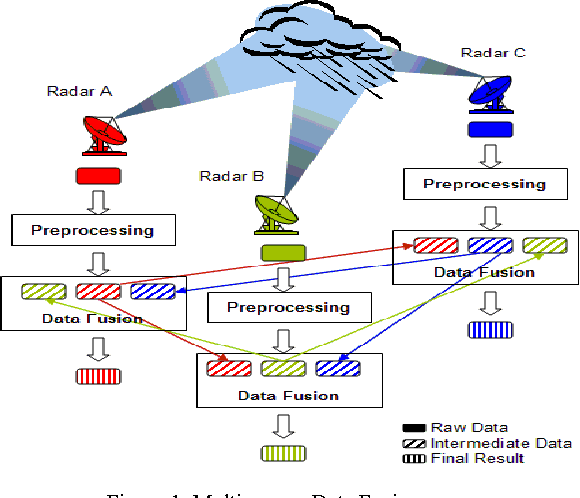 Radar C
Radar A
Radar B
Preprocessing
Preprocessing
Data Fusion
Preprocessing
Data Fusion
Data Fusion
Raw Data
Intermediate Data
Final Result